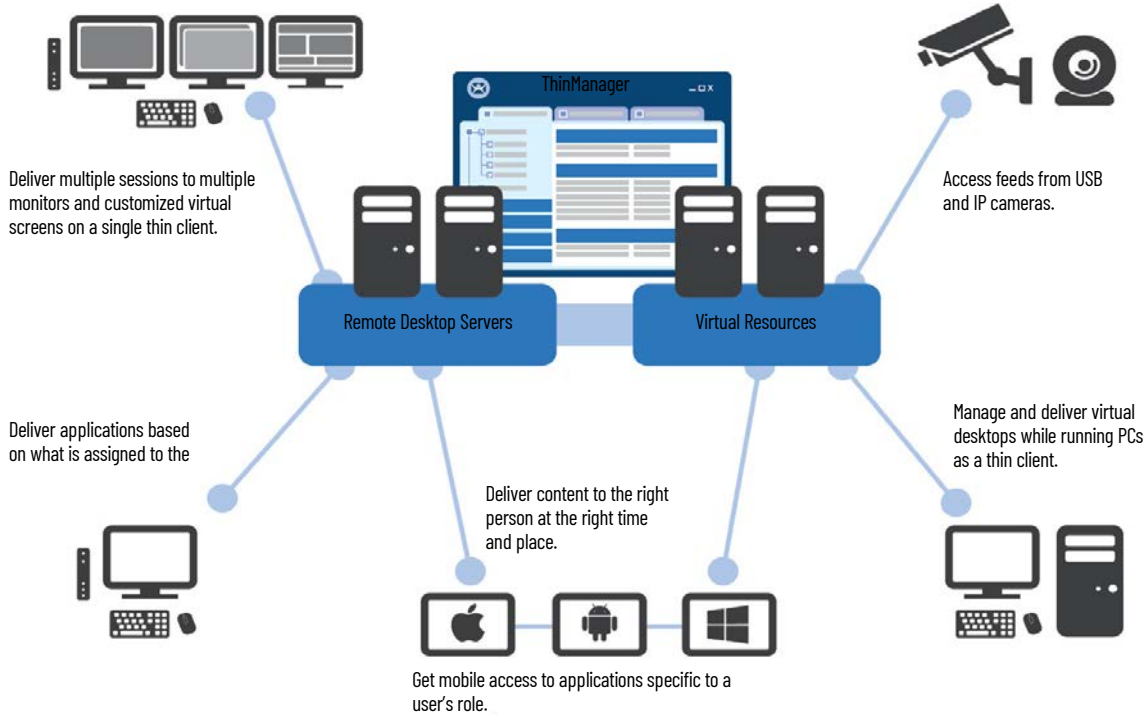 ThinManager
Deliver multiple sessions to multiple
monitors and customized virtual
screens on a single thin client.
Access feeds from USB
and IP cameras.
Remote Desktop Servers
Virtual Resources
Deliver applications based
on what is assigned to the
Manage and deliver virtual
desktops while running PCs
as a thin client.
Deliver content to the right
person at the right time
and place.
Get mobile access to applications specific to a
user's role.